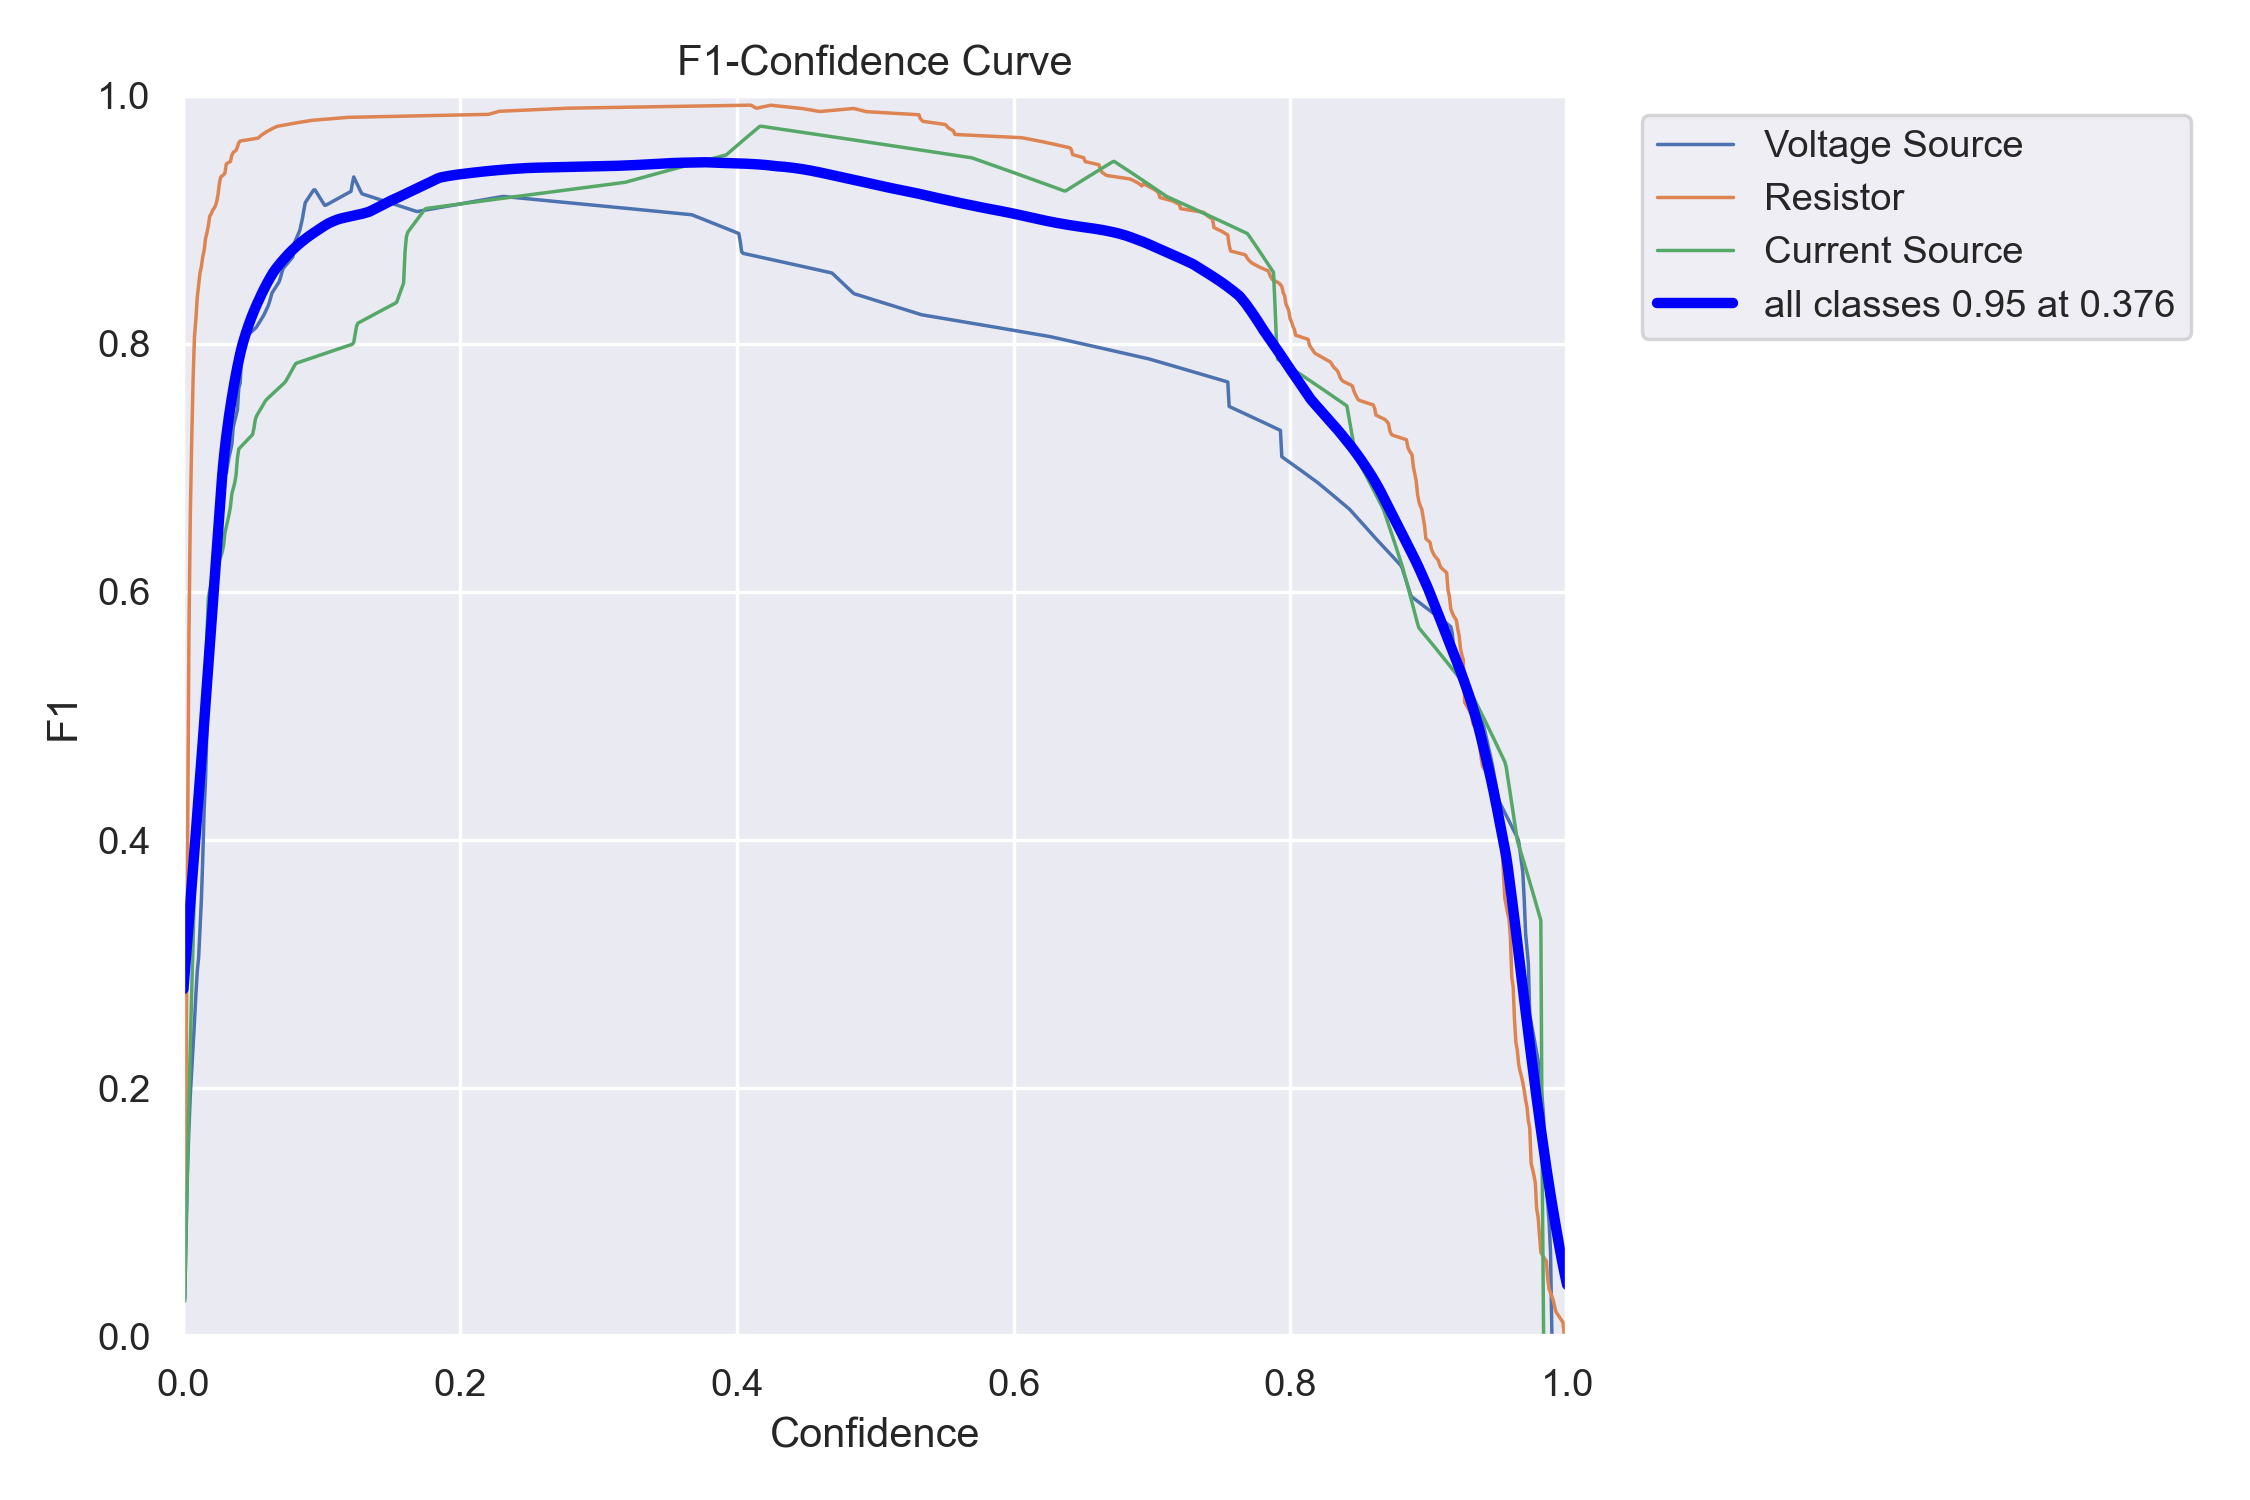 F1-Confidence Curve
1.0
0.8
0.6
0.4
0.2
0.0
F1
0.0 0.2 0.4 0.6 0.8 1.0
Confidence
Voltage Source
Resistor
Current Source
all classes 0.95 at 0.376